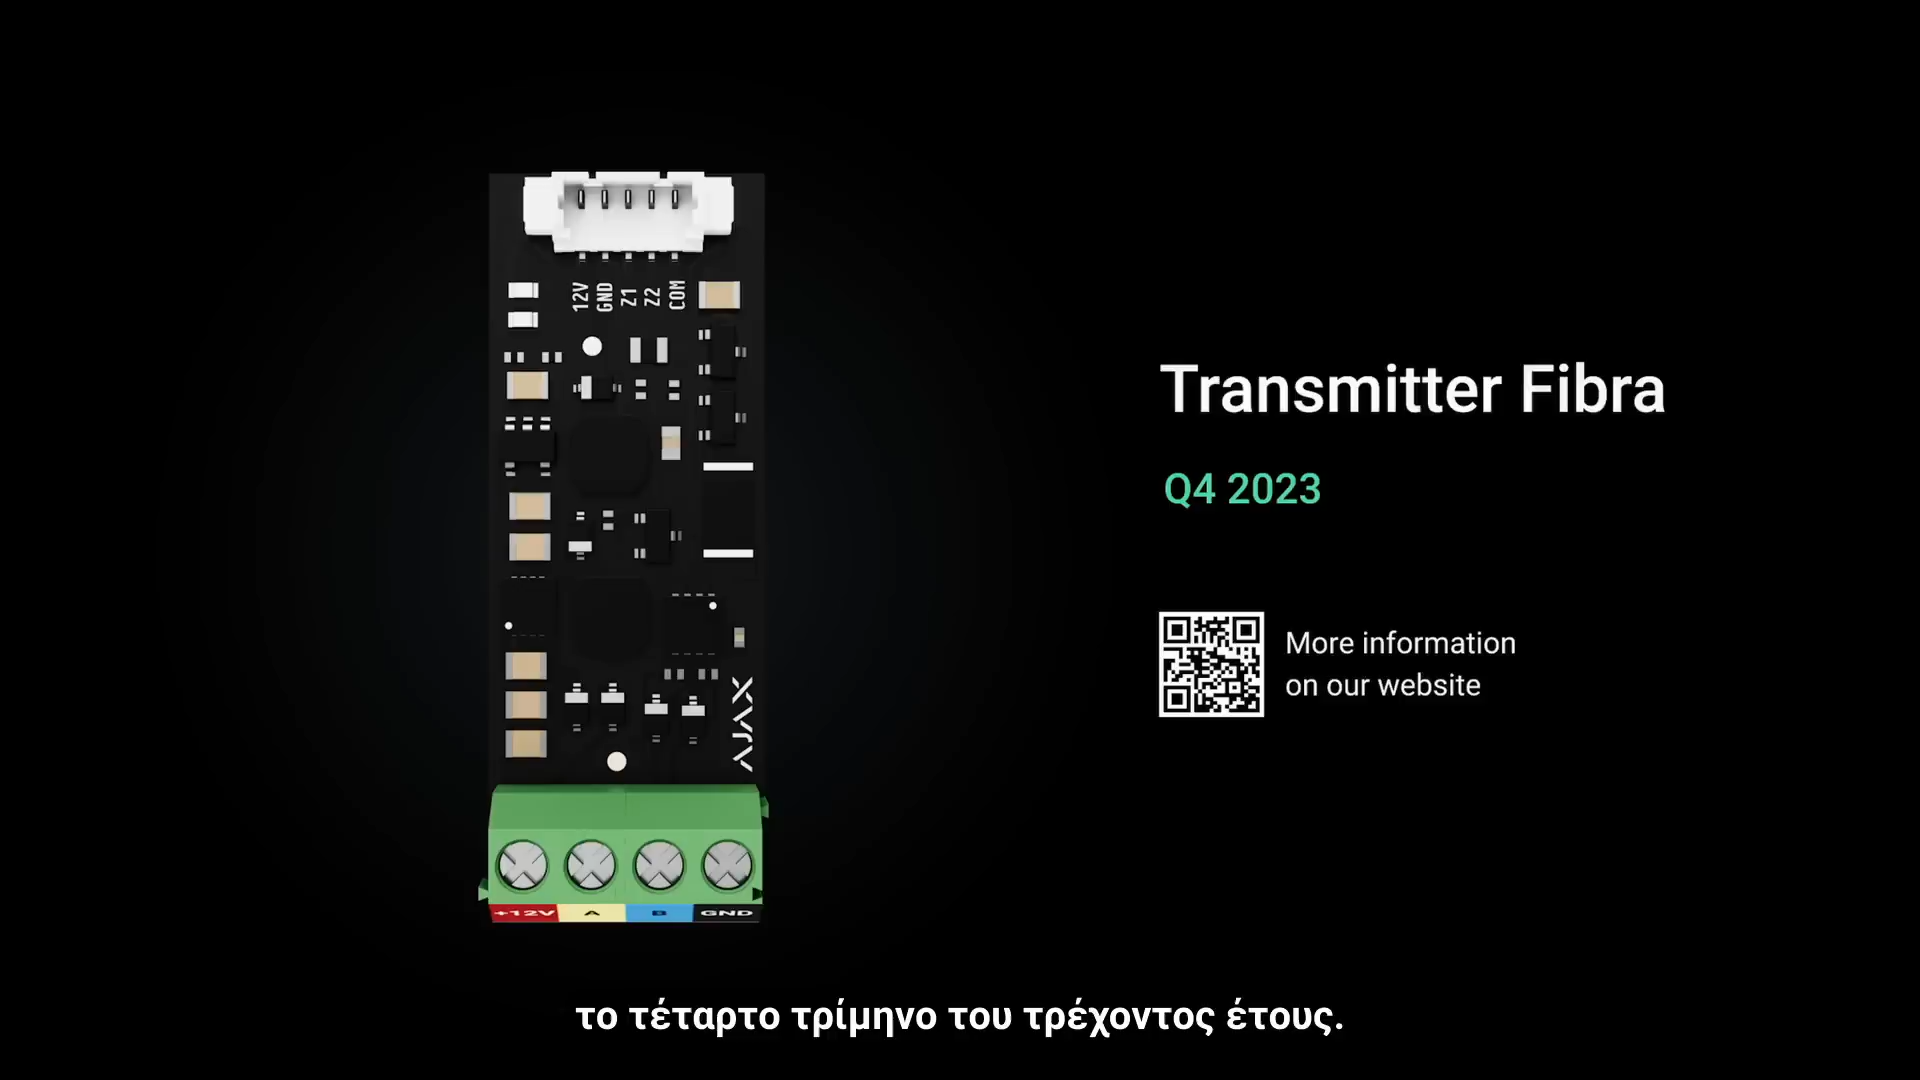 12V
GND
Z1
Z2
COM
AJAX
+12V
A
B
GND
Transmitter Fibra
Q4 2023
More information
on our website
το τέταρτο τρίμηνο του τρέχοντος έτους.